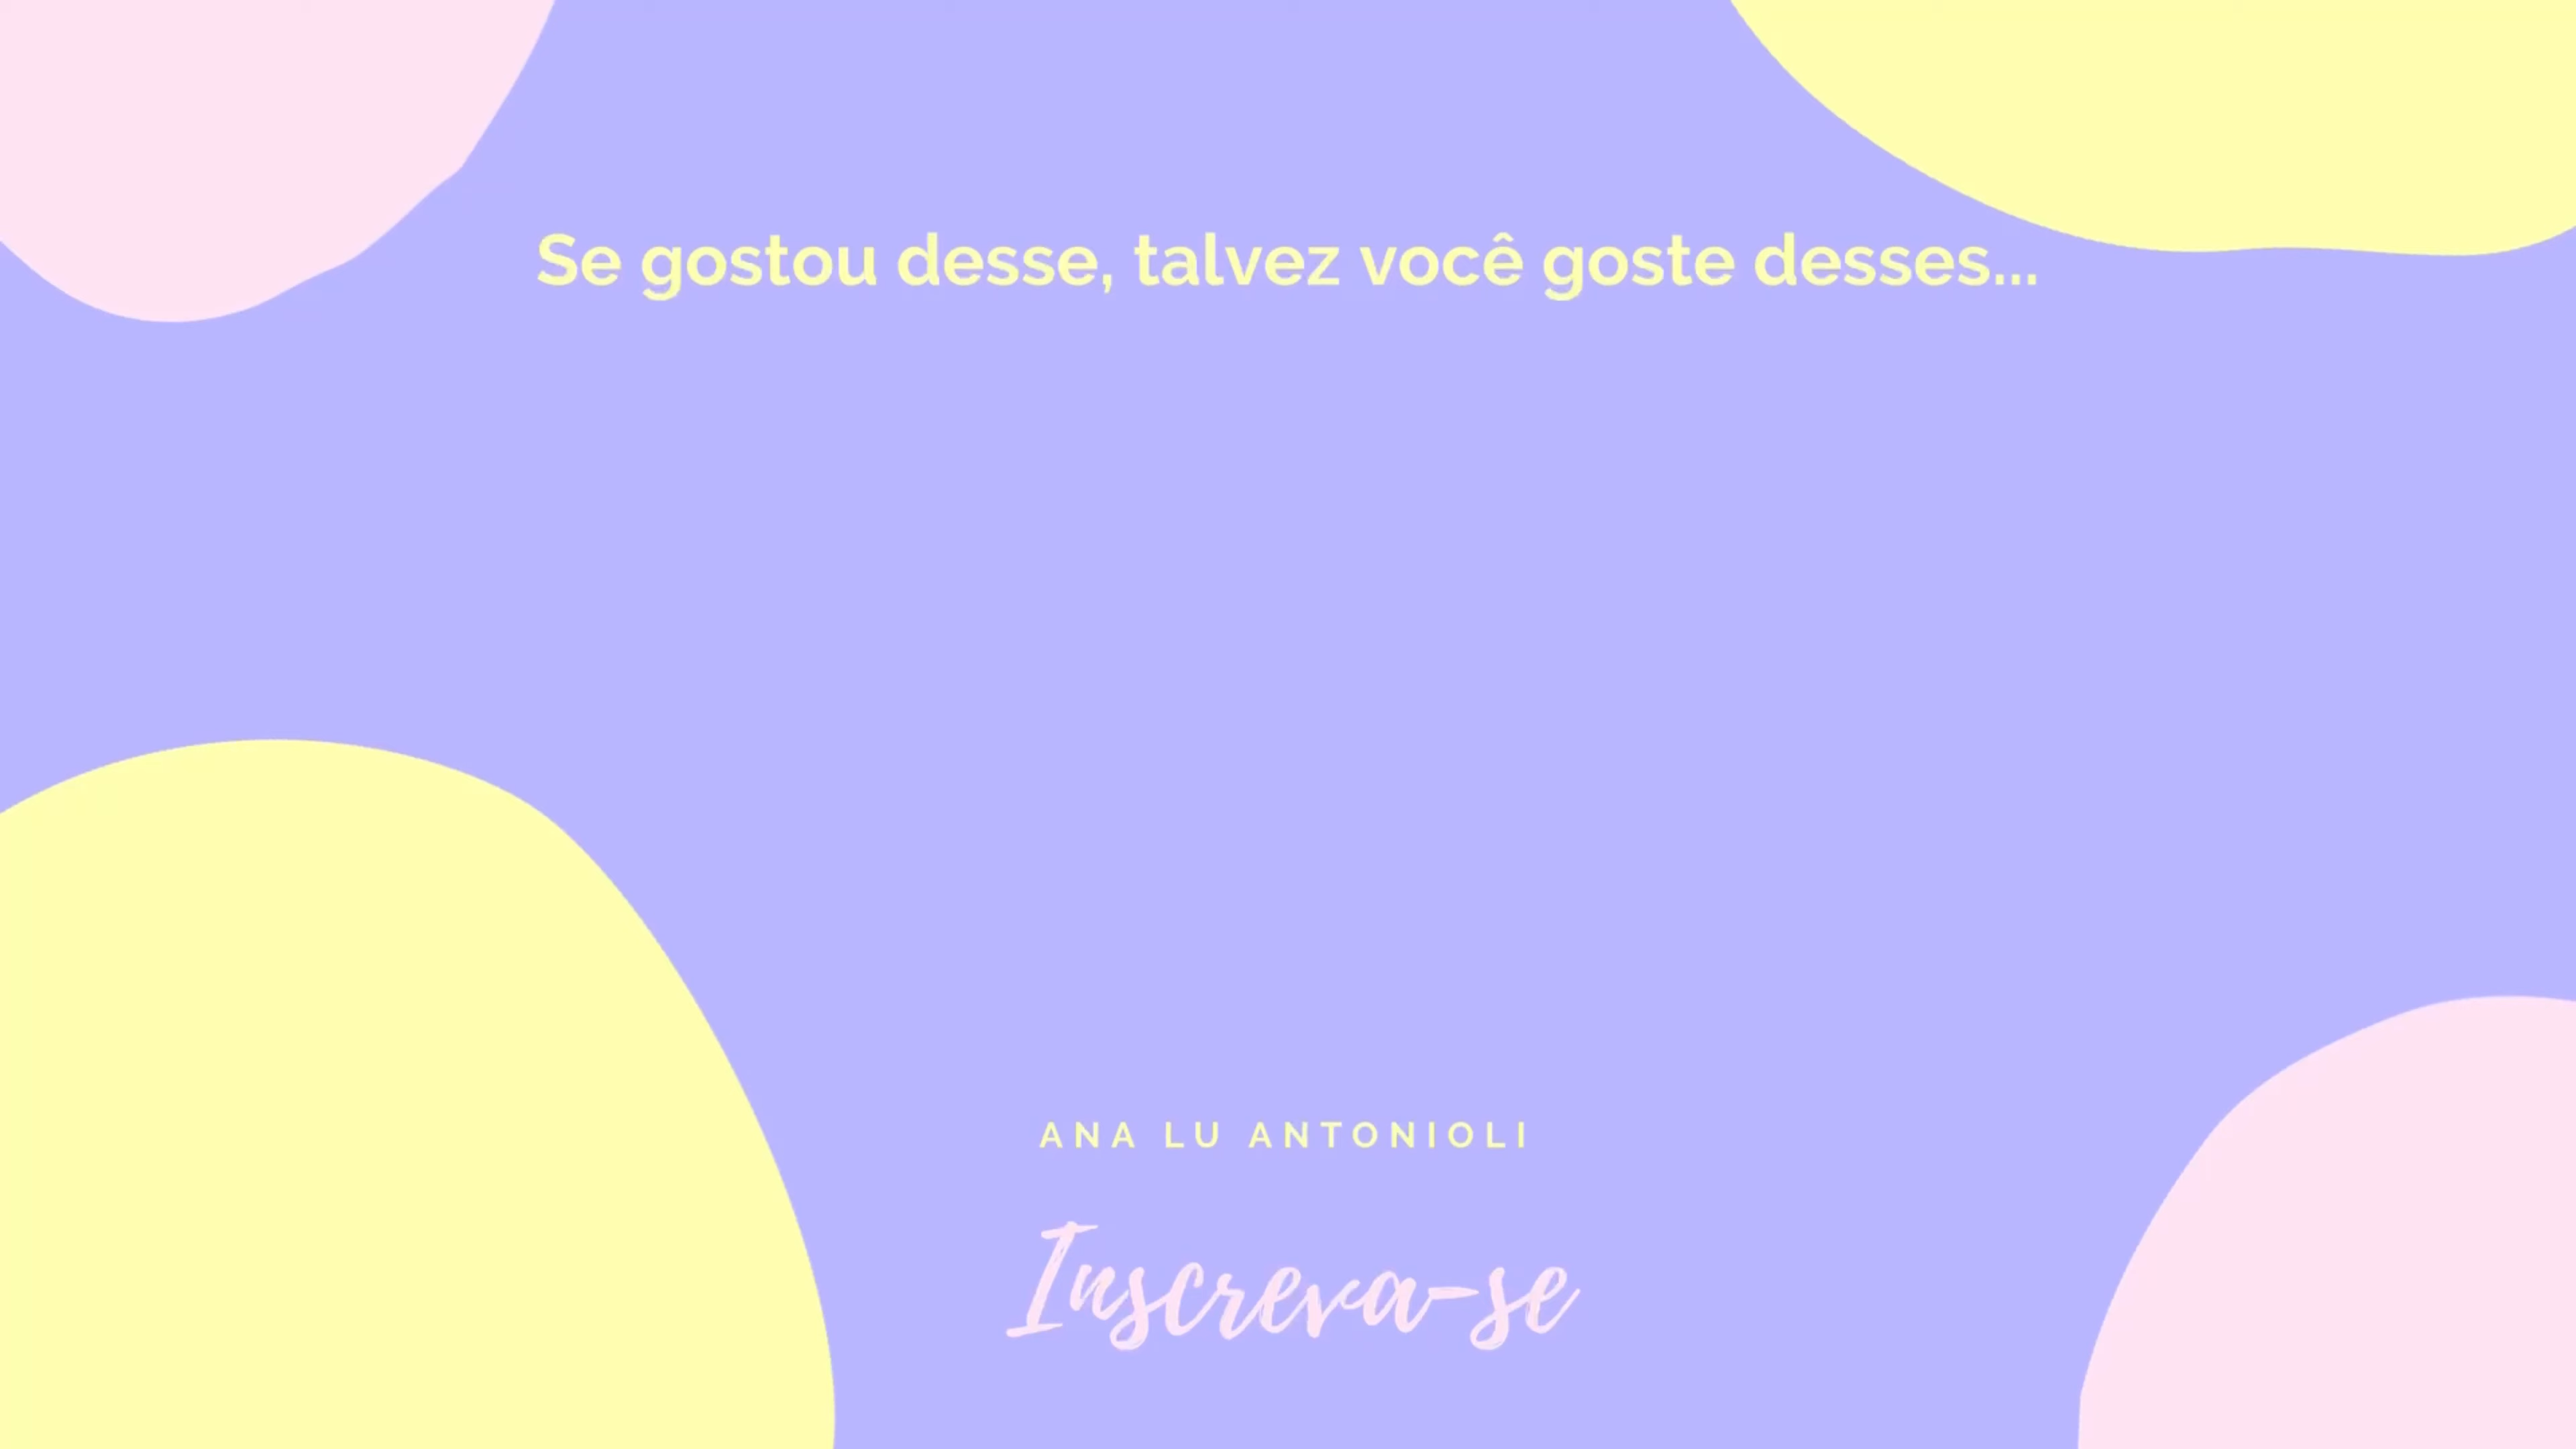 Se gostou desse, talvez você goste desses...
ANA LU ANTONIOLI
Inscreva-se